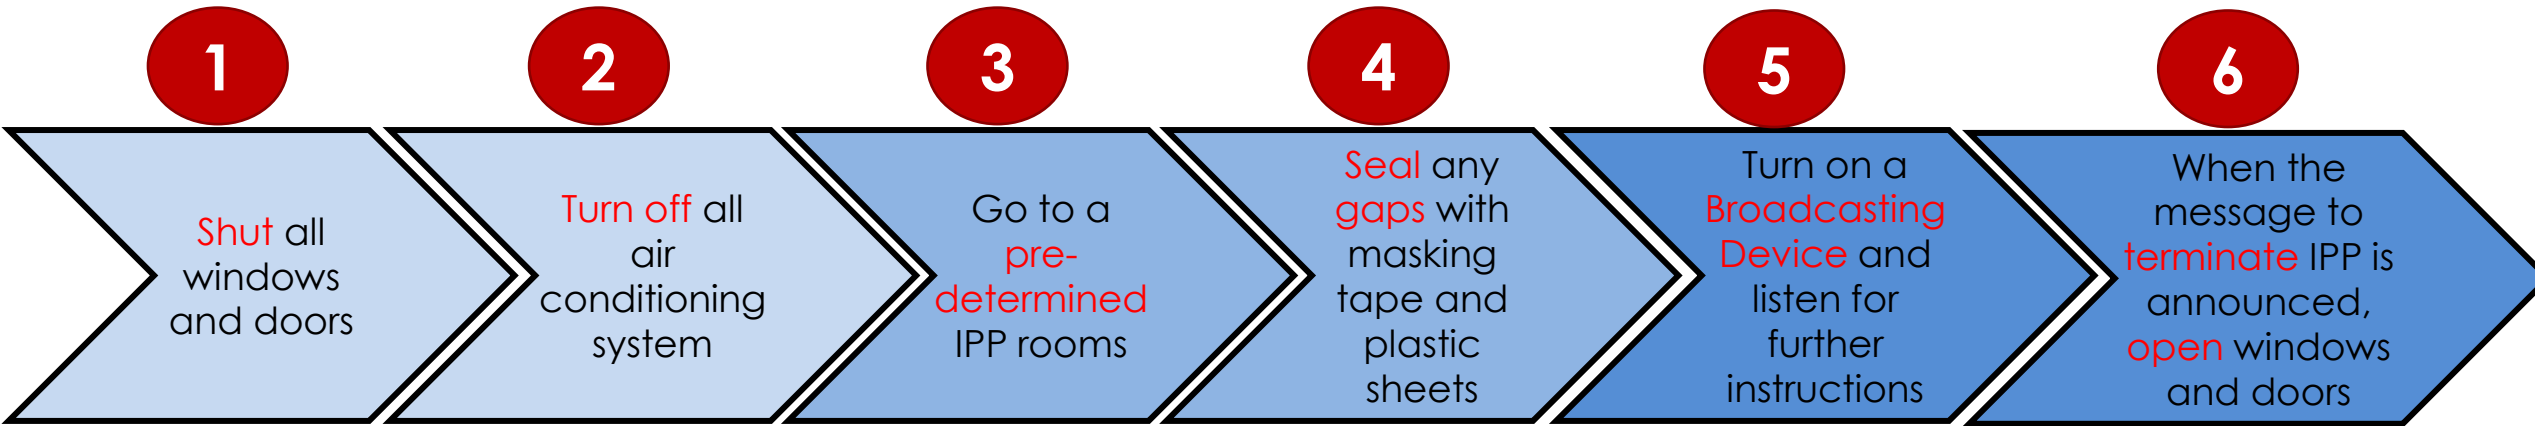 1
Shut all
windows
and doors
2
Turn off all
air
conditioning
system
3
Go to a
pre-
determined
IPP rooms
4
Seal any
gaps with
masking
tape and
plastic
sheets
5
Turn on a
Broadcasting
Device and
listen for
further
instructions
6
When the
message to
terminate IPP is
announced,
open windows
and doors